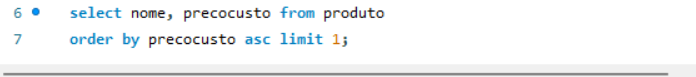 6 select nome, precocusto from produto
7 order by precocusto asc limit 1;